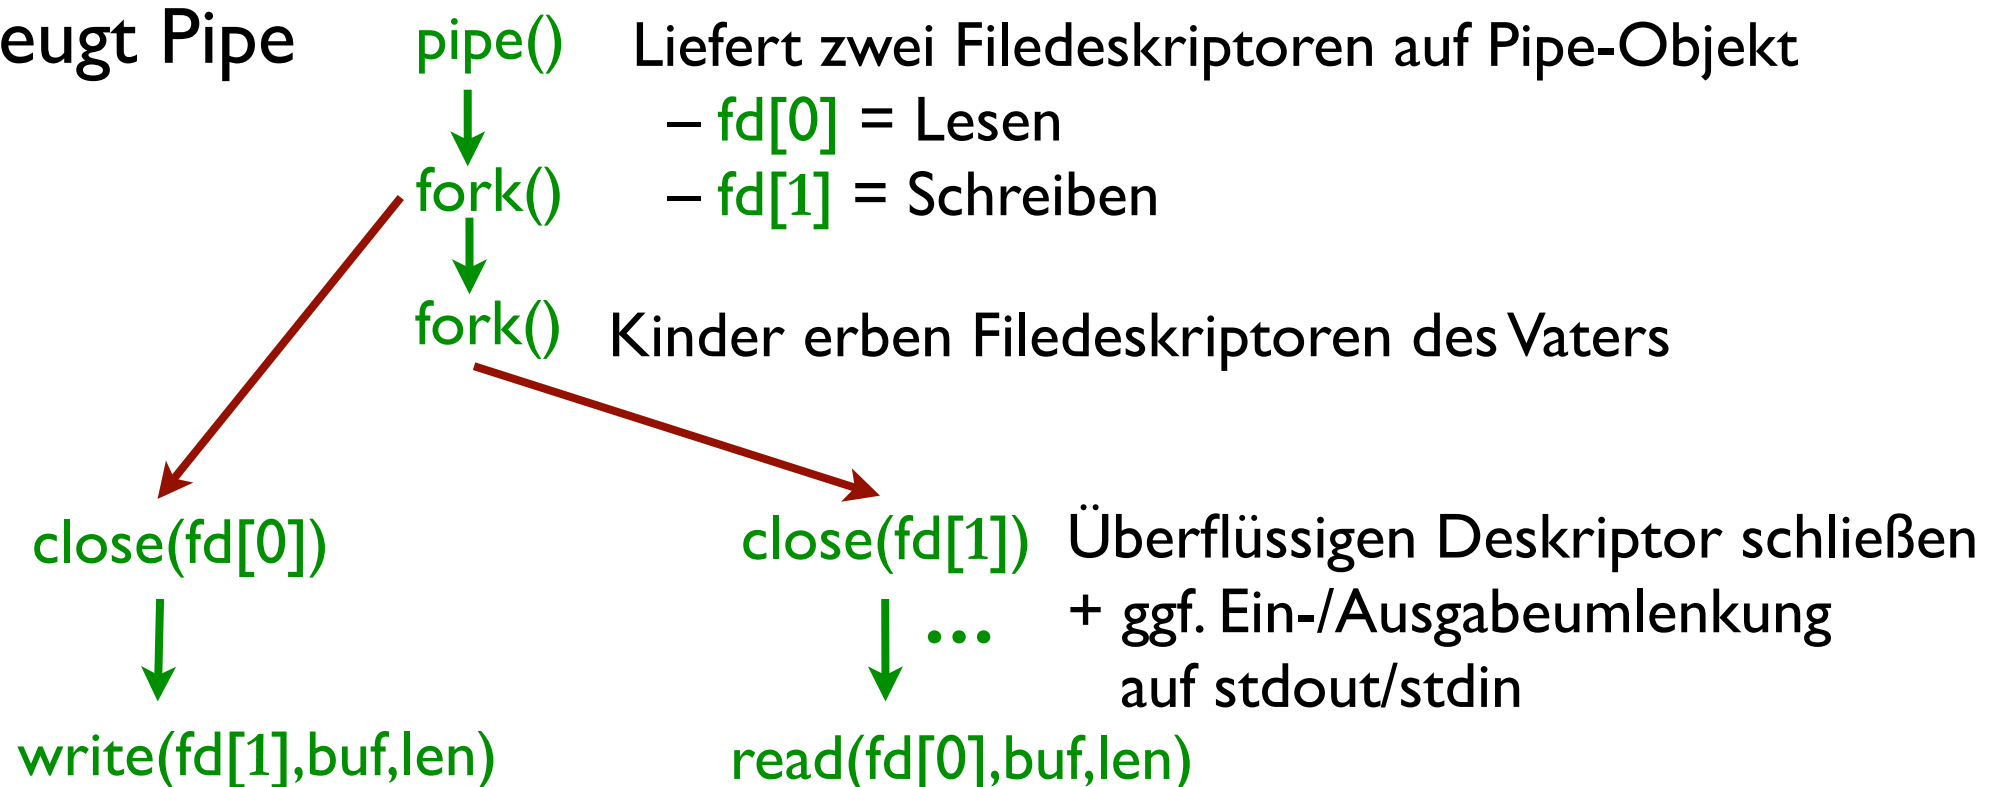 eugt Pipe
pipe() Liefert zwei Filedeskriptoren auf Pipe-Objekt
– fd[0] = Lesen
fork() – fd[1] = Schreiben
fork() Kinder erben Filedeskriptoren des Vaters
close(fd[0])
close(fd[1]) Überflüssigen Deskriptor schließen
... + ggf. Ein-/Ausgabeumlenkung
auf stdout/stdin
write(fd[1],buf,len)
read(fd[0],buf,len)